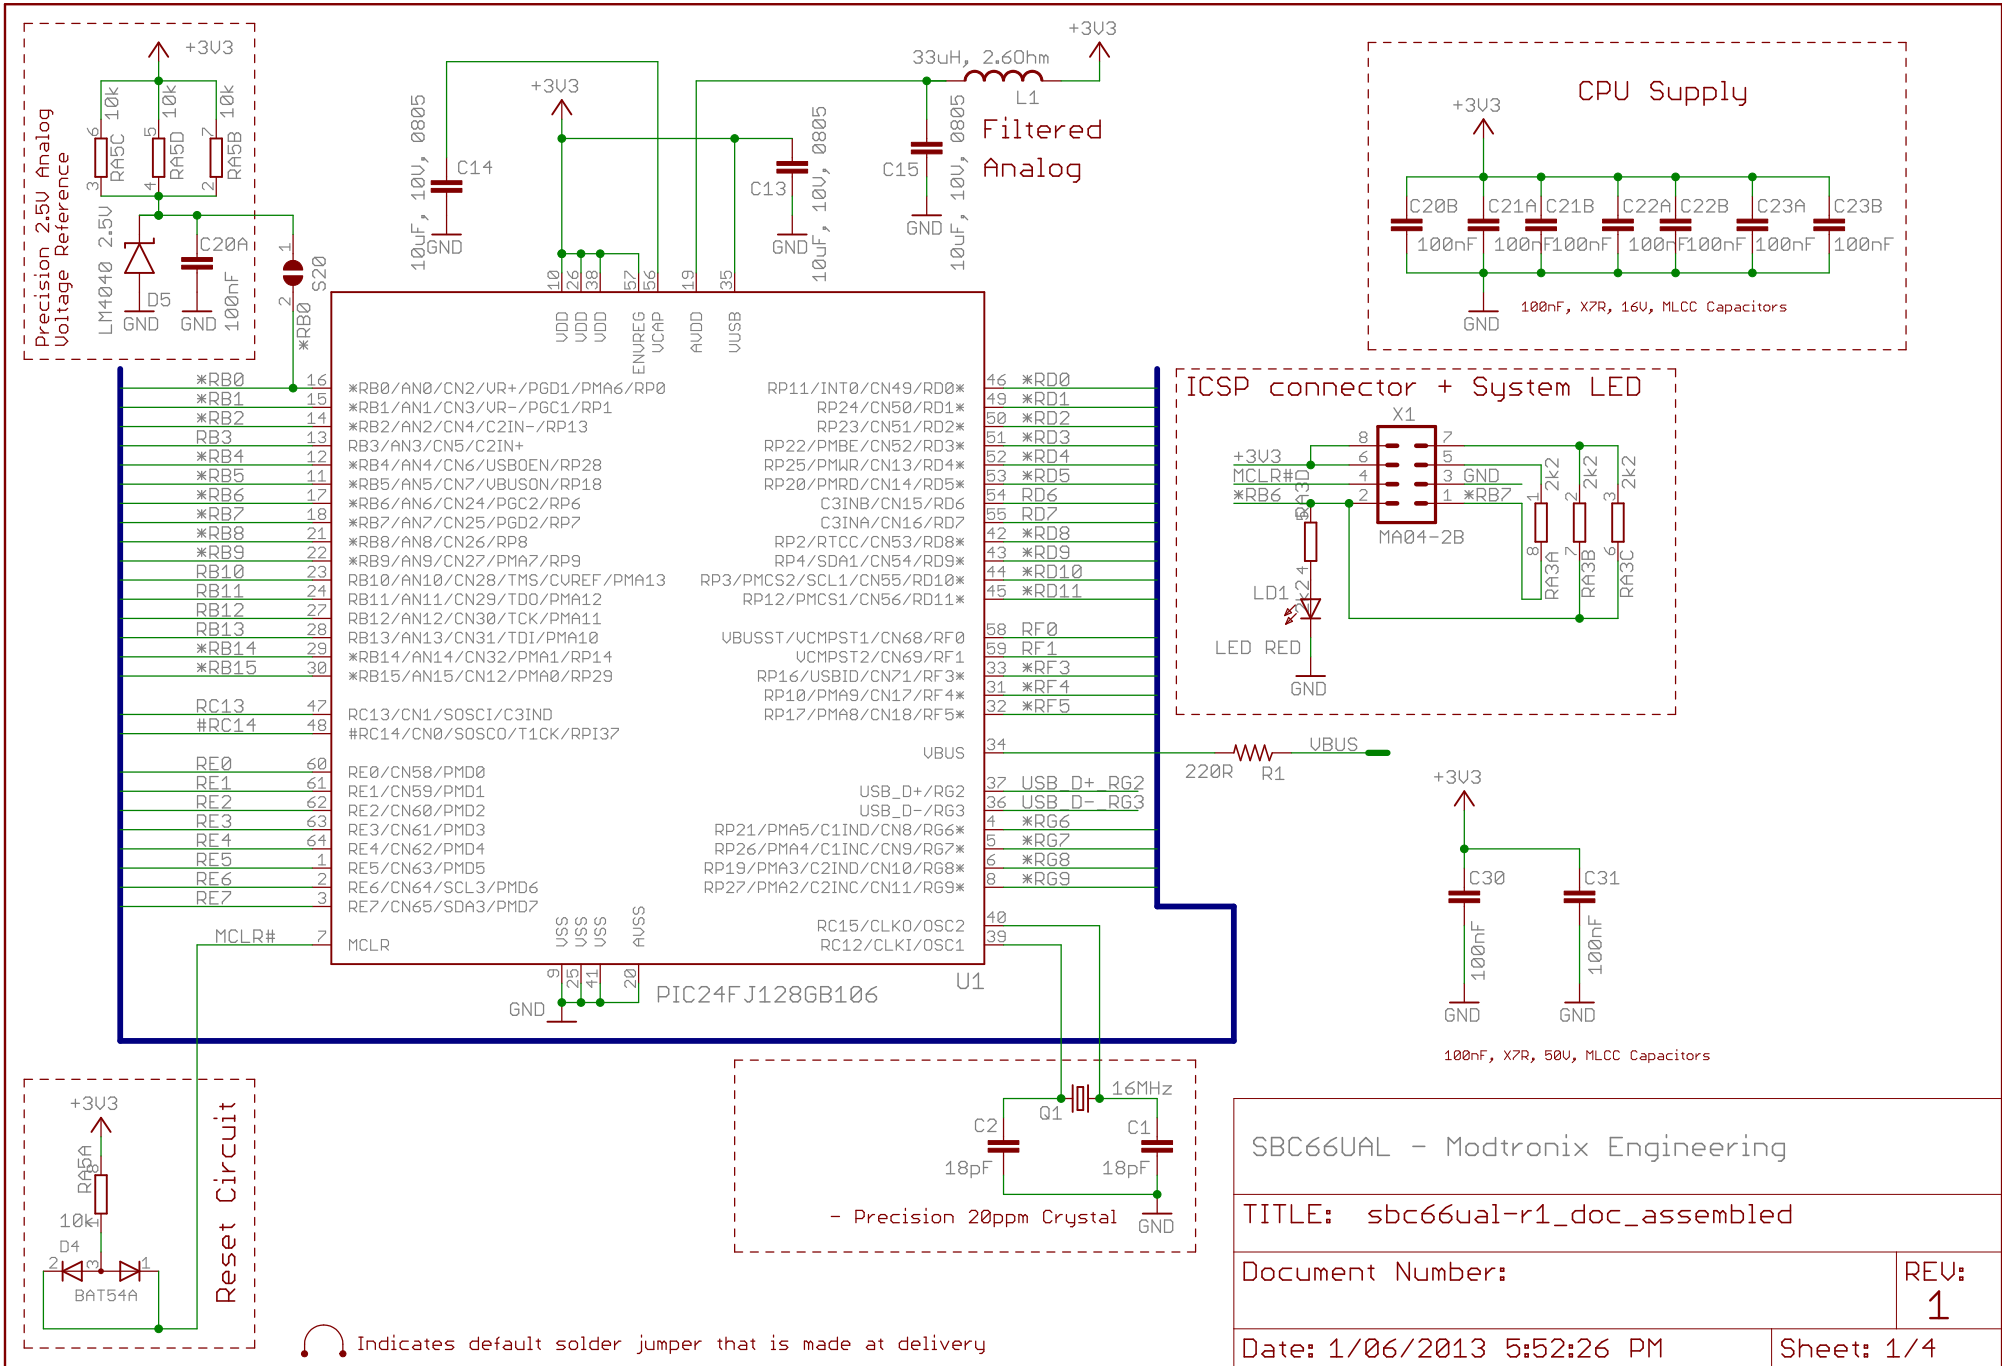 Precision 2.5V Analog
Voltage Reference
+3V3
10k
10k
10k
6
5
7
RA5C
RA5D
RA5B
3
4
2
LM4040 2.5V
D5
GND
C20A
100nF
GND
1
S20
2
*RB0
10uF, 10V, 0805
C14
GND
+3V3
C13
10uF, 10V, 0805
GND
33uH, 2.6Ohm
+3V3
L1
Filtered
Analog
C15
10uF, 10V, 0805
GND
CPU Supply
+3V3
C20B
C21A
C21B
C22A
C22B
C23A
C23B
100nF
100nF
100nF
100nF
100nF
100nF
100nF
GND
100nF, X7R, 16V, MLCC Capacitors
10
26
38
57
56
19
35
VDD
VDD
VDD
ENVREG
VCAP
AVDD
VUSB
*RB0 16 *RB0/AN0/CN2/VR+/PGD1/PMA6/RP0
*RB1 15 *RB1/AN1/CN3/VR-/PGC1/RP1
*RB2 14 *RB2/AN2/CN4/C2IN-/RP13
RB3 13 RB3/AN3/CN5/C2IN+
*RB4 12 *RB4/AN4/CN6/USBOEN/RP28
*RB5 11 *RB5/AN5/CN7/VBUSON/RP18
*RB6 17 *RB6/AN6/CN24/PGC2/RP6
*RB7 18 *RB7/AN7/CN25/PGD2/RP7
*RB8 21 *RB8/AN8/CN26/RP8
*RB9 22 *RB9/AN9/CN27/PMA7/RP9
RB10 23 RB10/AN10/CN28/TMS/CVREF/PMA13
RB11 24 RB11/AN11/CN29/TDO/PMA12
RB12 27 RB12/AN12/CN30/TCK/PMA11
RB13 28 RB13/AN13/CN31/TDI/PMA10
*RB14 29 *RB14/AN14/CN32/PMA1/RP14
*RB15 30 *RB15/AN15/CN12/PMA0/RP29
RC13 47 RC13/CN1/SOSCI/C3IND
#RC14 48 #RC14/CN0/SOSCO/T1CK/RPI37
RE0 60 RE0/CN58/PMD0
RE1 61 RE1/CN59/PMD1
RE2 62 RE2/CN60/PMD2
RE3 63 RE3/CN61/PMD3
RE4 64 RE4/CN62/PMD4
RE5 1 RE5/CN63/PMD5
RE6 2 RE6/CN64/SCL3/PMD6
RE7 3 RE7/CN65/SDA3/PMD7
MCLR# 7 MCLR
RP11/INT0/CN49/RD0* 46 *RD0
RP24/CN50/RD1* 49 *RD1
RP23/CN51/RD2* 50 *RD2
RP22/PMBE/CN52/RD3* 51 *RD3
RP25/PMWR/CN13/RD4* 52 *RD4
RP20/PMRD/CN14/RD5* 53 *RD5
C3INB/CN15/RD6 54 RD6
C3INA/CN16/RD7 55 RD7
RP2/RTCC/CN53/RD8* 42 *RD8
RP4/SDA1/CN54/RD9* 43 *RD9
RP3/PMCS2/SCL1/CN55/RD10* 44 *RD10
RP12/PMCS1/CN56/RD11* 45 *RD11
VBUSST/VCMPST1/CN68/RF0 58 RF0
VCMPST2/CN69/RF1 59 RF1
RP16/USBID/CN71/RF3* 33 *RF3
RP10/PMA9/CN17/RF4* 31 *RF4
RP17/PMA8/CN18/RF5* 32 *RF5
VBUS 34
220R R1 VBUS
USB_D+/RG2 37 USB_D+_RG2
USB_D-/RG3 36 USB_D-_RG3
RP21/PMA5/C1IND/CN8/RG6* 4 *RG6
RP26/PMA4/C1INC/CN9/RG7* 5 *RG7
RP19/PMA3/C2IND/CN10/RG8* 6 *RG8
RP27/PMA2/C2INC/CN11/RG9* 8 *RG9
RC15/CLKO/OSC2 40
RC12/CLKI/OSC1 39
VSS
VSS
VSS
AVSS
9
25
41
20
GND
PIC24FJ128GB106
U1
ICSP connector + System LED
X1
8 7
6 5
4 3
2 1
+3V3
MCLR#
*RB6
GND
*RB7
MA04-2B
RA3D
5
4
2k2
LD1
LED RED
GND
2k2
2k2
2k2
1
2
3
8
7
6
RA3A
RA3B
RA3C
+3V3
C30
C31
100nF
100nF
GND
GND
100nF, X7R, 50V, MLCC Capacitors
Reset Circuit
+3V3
RA5A
8
10k
1
D4
2
3
1
BAT54A
16MHz
Q1
C2
18pF
C1
18pF
GND
- Precision 20ppm Crystal
Indicates default solder jumper that is made at delivery
SBC66UAL - Modtronix Engineering
TITLE: sbc66ual-r1_doc_assembled
Document Number:
REV:
1
Date: 1/06/2013 5:52:26 PM
Sheet: 1/4